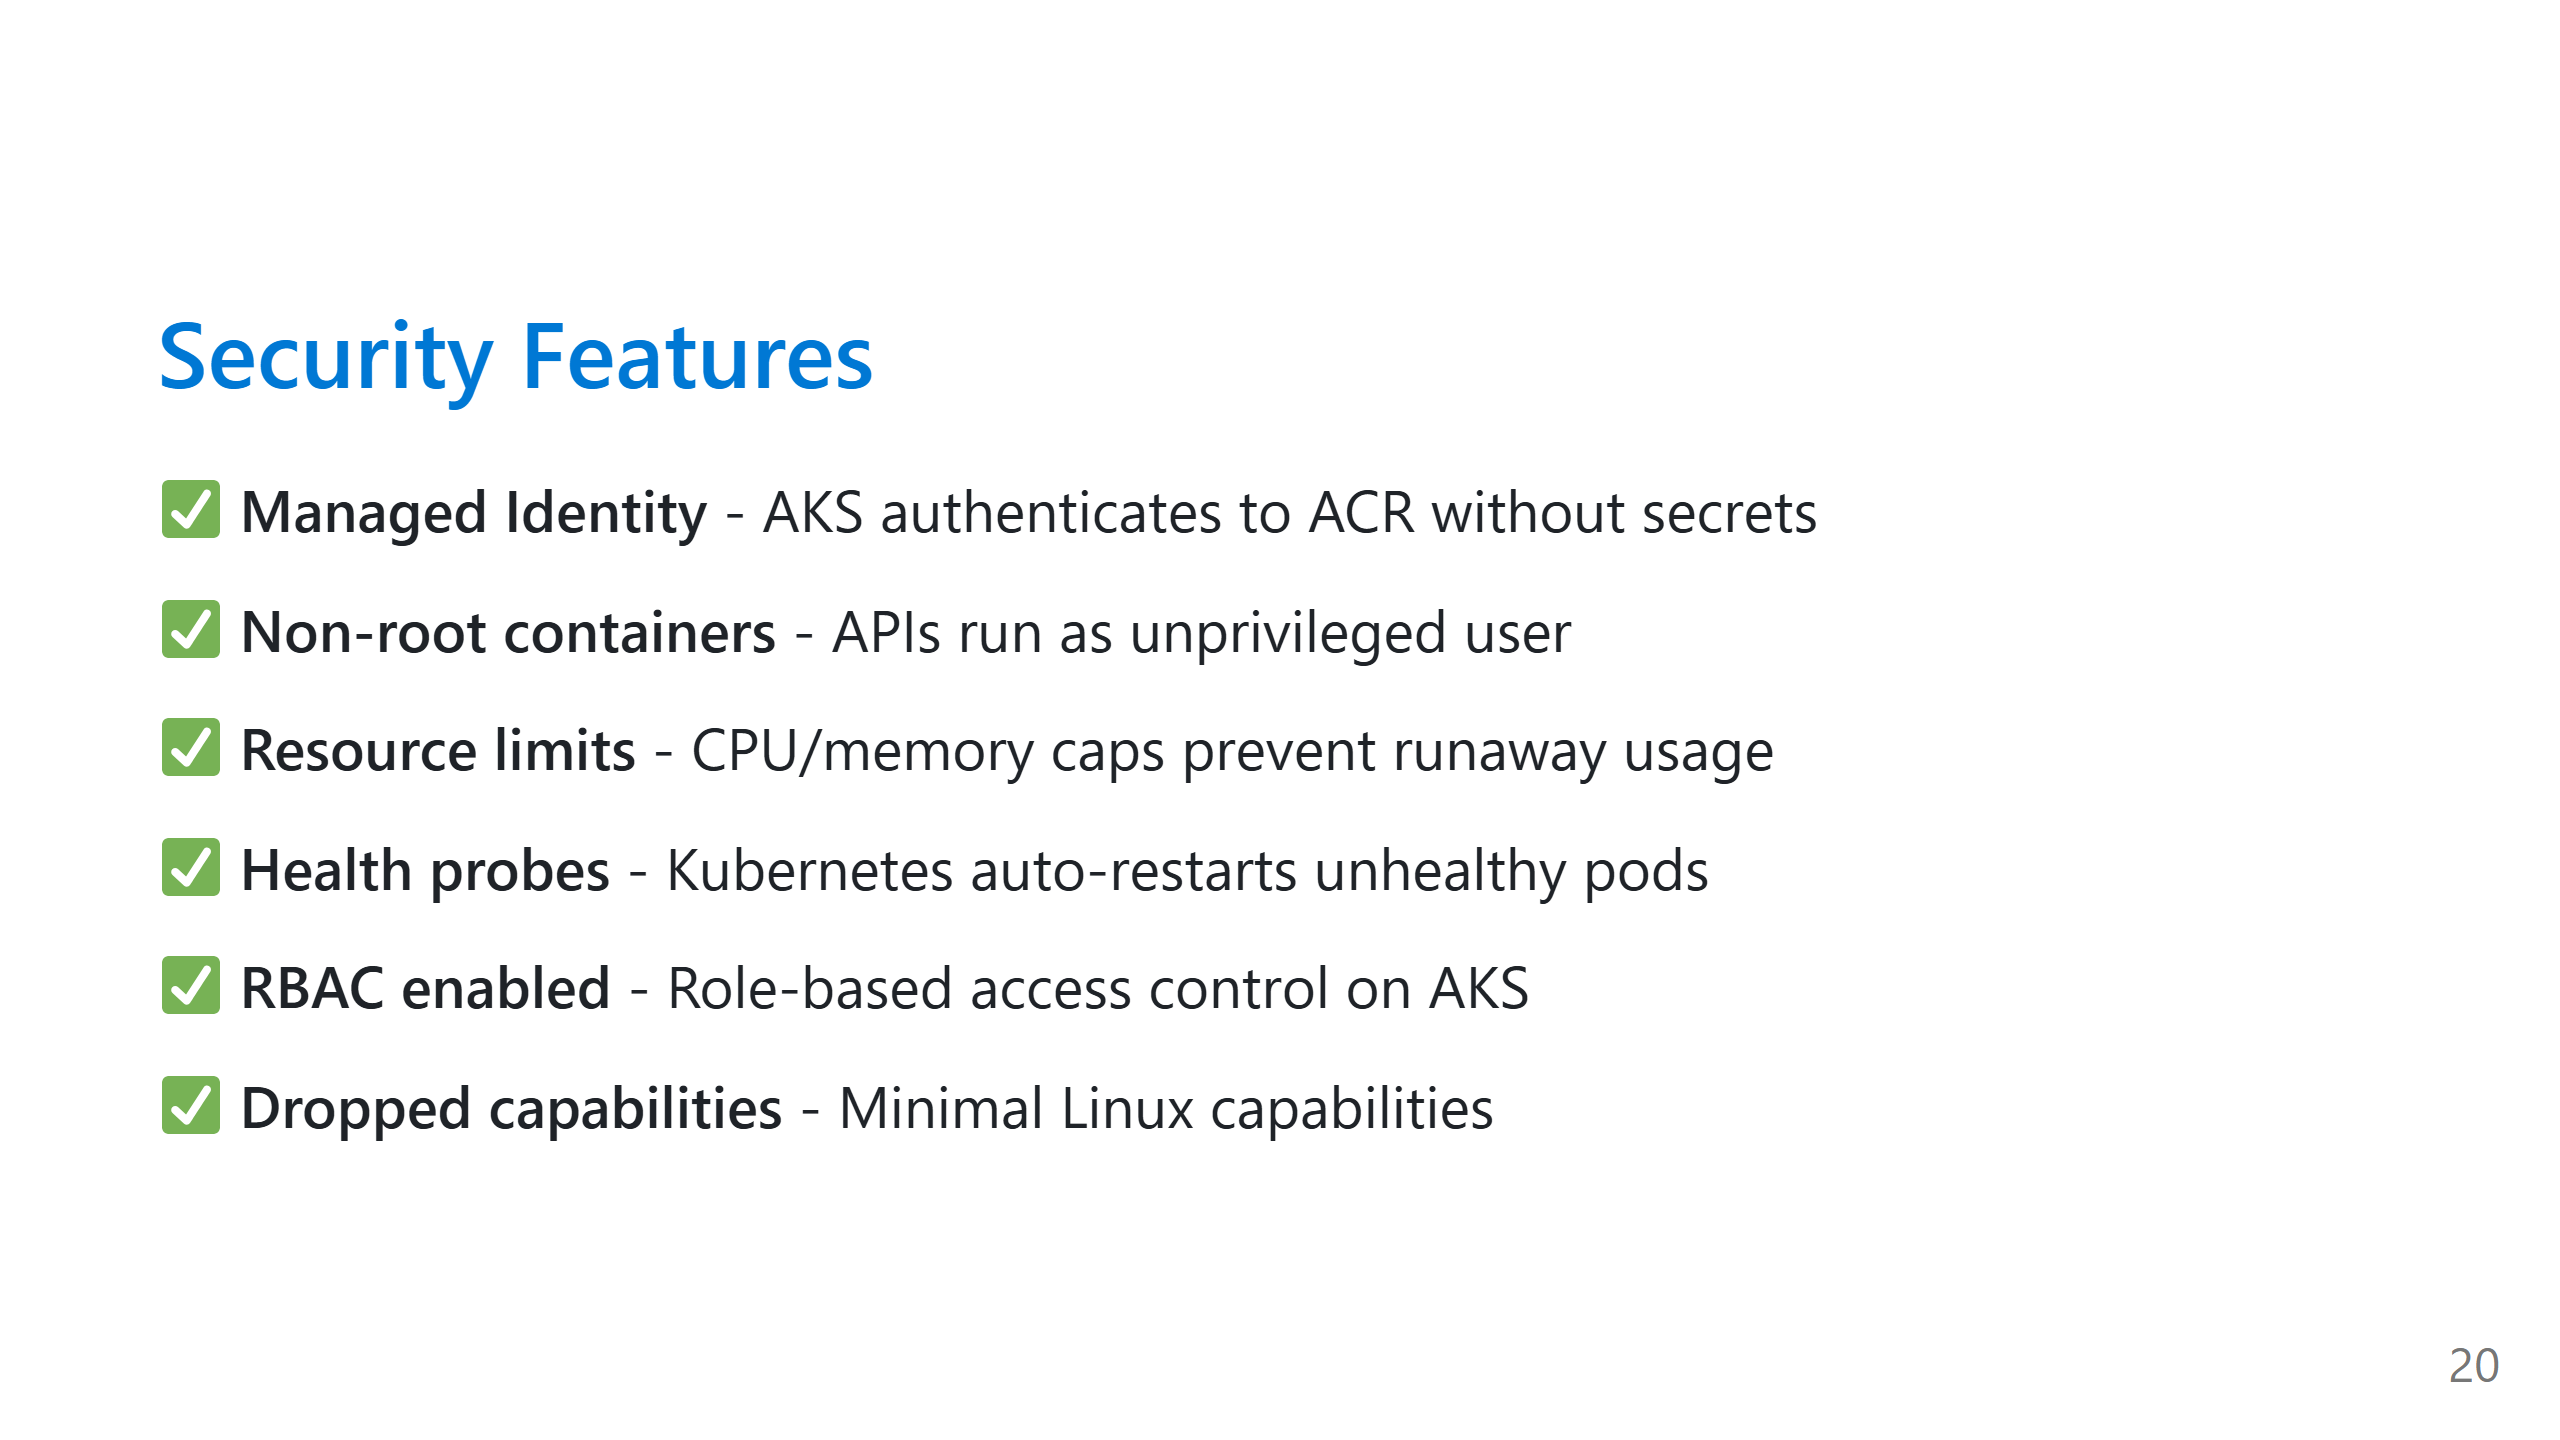 Security Features
✅ Managed Identity - AKS authenticates to ACR without secrets
✅ Non-root containers - APIs run as unprivileged user
✅ Resource limits - CPU/memory caps prevent runaway usage
✅ Health probes - Kubernetes auto-restarts unhealthy pods
✅ RBAC enabled - Role-based access control on AKS
✅ Dropped capabilities - Minimal Linux capabilities
20